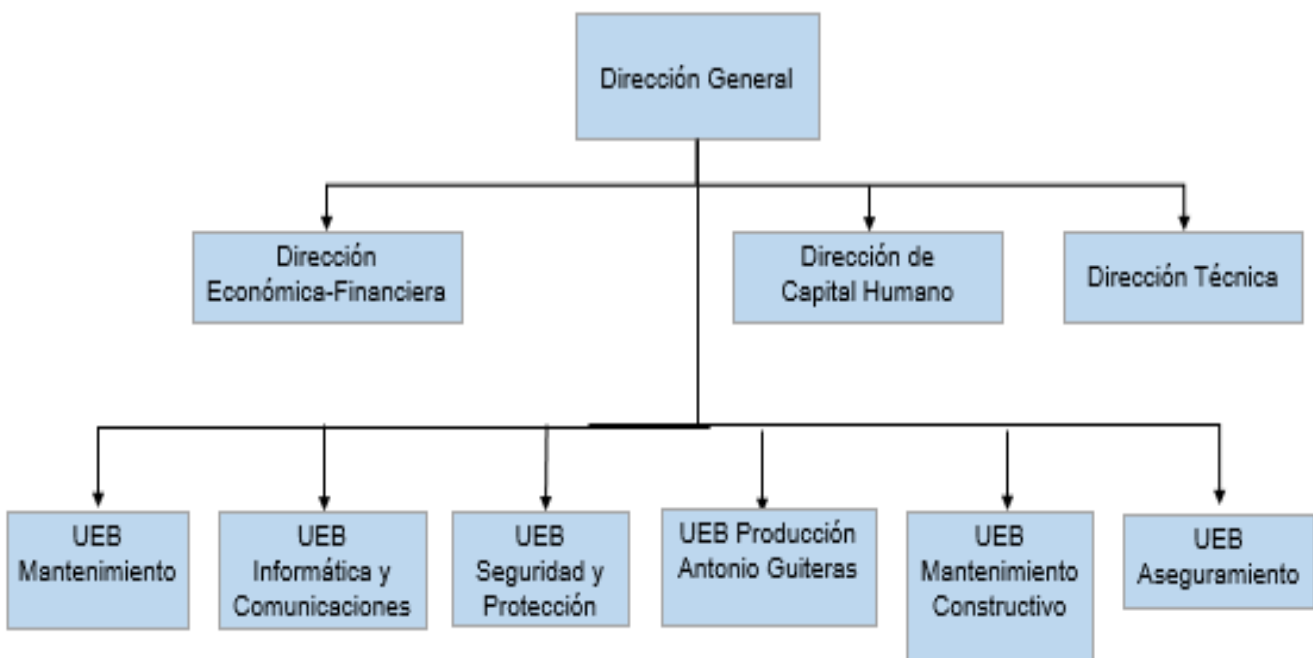 Dirección General
Dirección
Económica-Financiera
Dirección de
Capital Humano
Dirección Técnica
UEB
Mantenimiento
UEB
Informática y
Comunicaciones
UEB
Seguridad y
Protección
UEB Producción
Antonio Guiteras
UEB
Mantenimiento
Constructivo
UEB
Aseguramiento